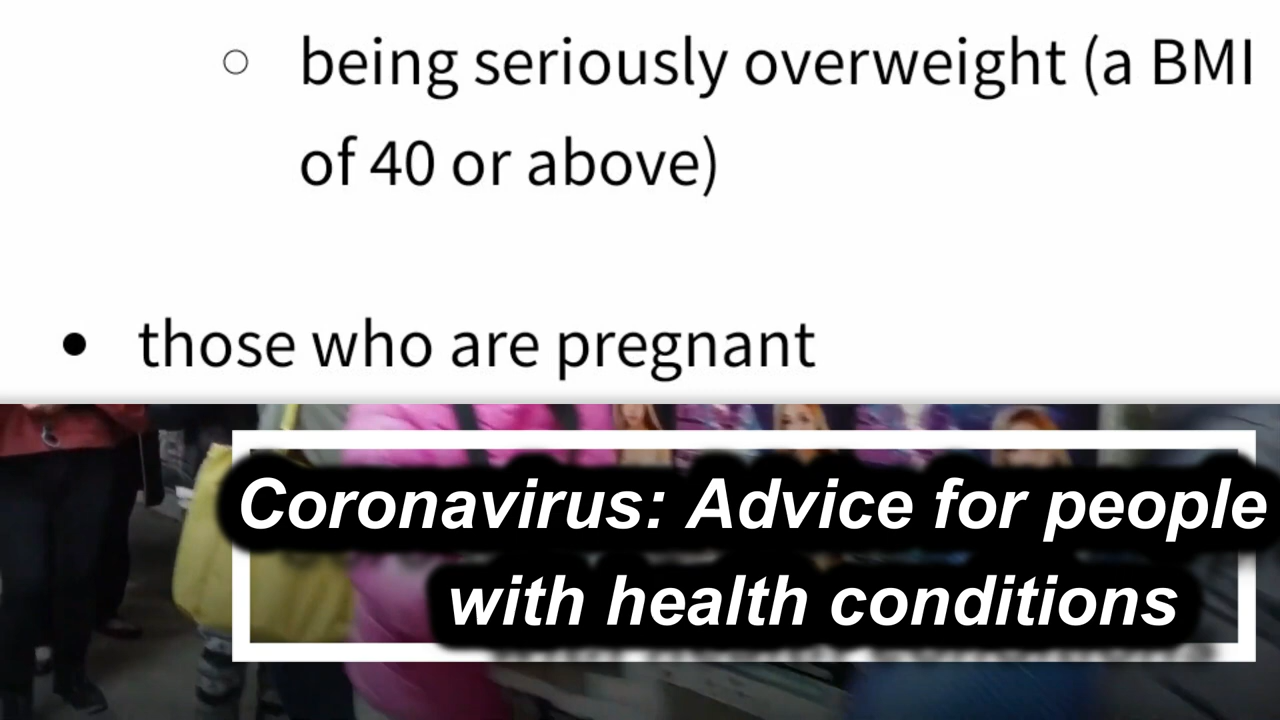 being seriously overweight (a BMI
of 40 or above)
those who are pregnant
Coronavirus: Advice for people
with health conditions